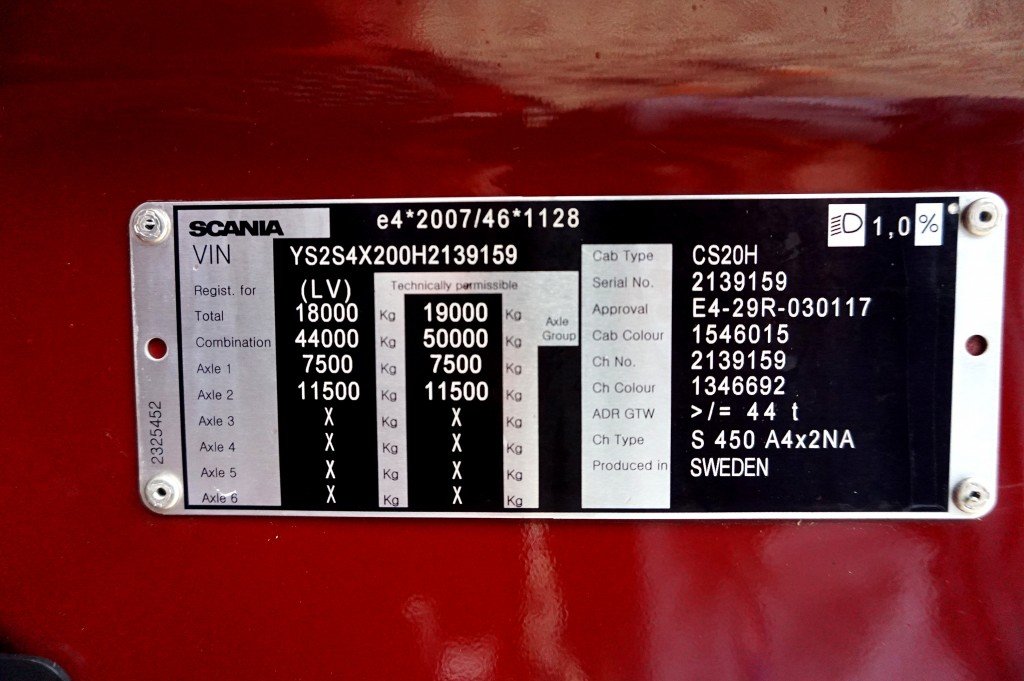 SCANIA e4*2007/46*1128 1,0%
VIN YS2S4X200H2139159 Cab Type CS20H
Regist. for (LV) Technically permissible Serial No. 2139159
Total 18000 Kg 19000 Kg Axle Group Approval E4-29R-030117
Combination 44000 Kg 50000 Kg Cab Colour 1546015
Axle 1 7500 Kg 7500 Kg Ch No. 2139159
Axle 2 11500 Kg 11500 Kg Ch Colour 1346692
Axle 3 X Kg X Kg ADR GTW >/= 44 t
Axle 4 X Kg X Kg Ch Type S 450 A4x2NA
Axle 5 X Kg X Kg Produced in SWEDEN
Axle 6 X Kg X Kg
2325452